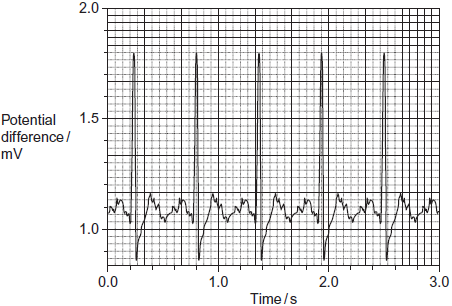 2.0
Potential
difference /
mV
1.5
1.0
0.0 1.0 2.0 3.0
Time / s